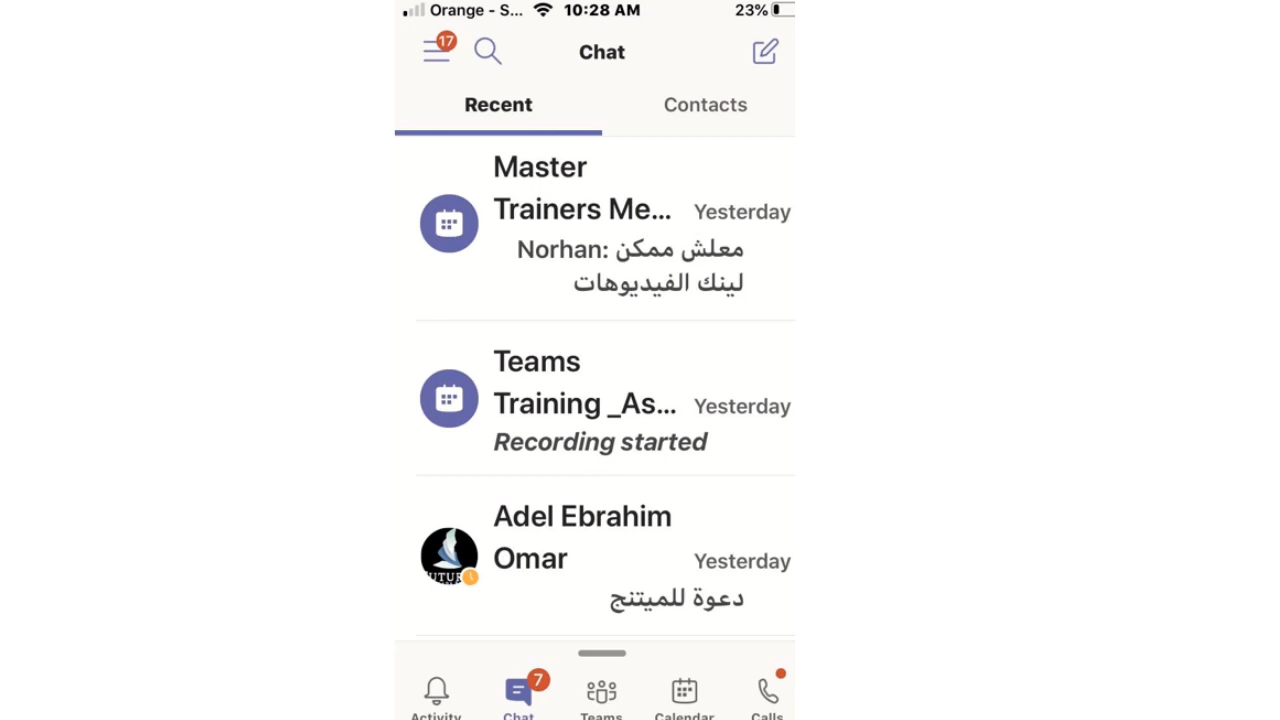 Orange - S... 10:28 AM 23%
17
Chat
Recent Contacts
Master
Trainers Me... Yesterday
Norhan: معلش ممكن
لينك الفيديوهات
Teams
Training _As... Yesterday
Recording started
Adel Ebrahim
Omar Yesterday
دعوة للميتنج
7
Activity Chat Teams Calendar Calls